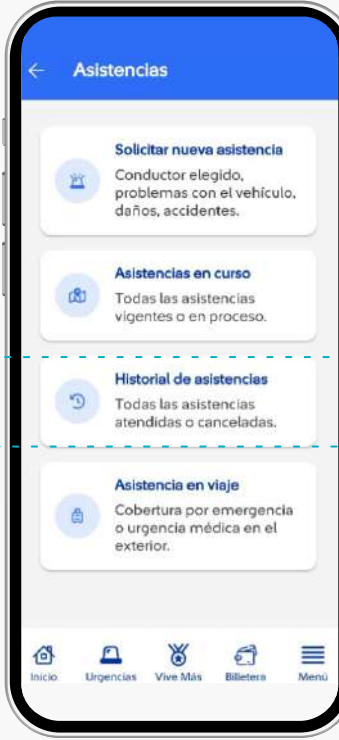 Asistencias
Solicitar nueva asistencia
Conductor elegido,
problemas con el vehículo,
daños, accidentes.
Asistencias en curso
Todas las asistencias
vigentes o en proceso.
Historial de asistencias
Todas las asistencias
atendidas o canceladas.
Asistencia en viaje
Cobertura por emergencia
o urgencia médica en el
exterior.
Inicio Urgencias Vive Más Billetera Menú